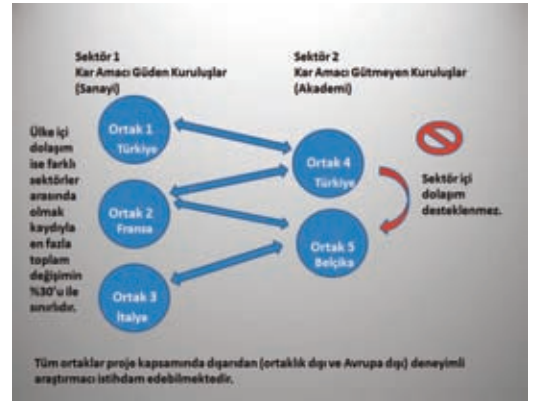 Sektör 1
Kar Amacı Güden Kuruluşlar
(Sanayi)
Sektör 2
Kar Amacı Gütmeyen Kuruluşlar
(Akademi)
Ülke içi
dolaşım
ise farklı
sektörler
arasında
olmak
kaydıyla
en fazla
toplam
değişimin
%30'u ile
sınırlıdır.
Ortak 1
Türkiye
Ortak 2
Fransa
Ortak 3
İtalya
Ortak 4
Türkiye
Ortak 5
Belçika
Sektör içi
dolaşım
desteklenmez.
Tüm ortaklar proje kapsamında dışarıdan (ortaklık dışı ve Avrupa dışı) deneyimli
araştırmacı istihdam edebilmektedir.